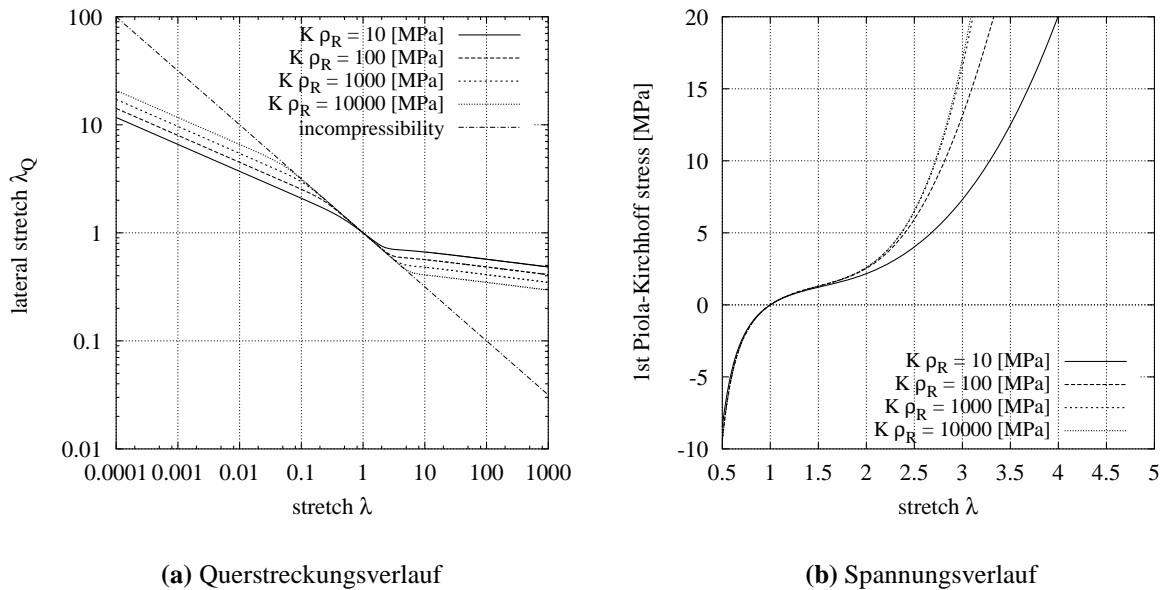 100
10
1
0.1
0.01
lateral stretch λQ
K ρR = 10 [MPa]
K ρR = 100 [MPa]
K ρR = 1000 [MPa]
K ρR = 10000 [MPa]
incompressibility
0.0001 0.001 0.01 0.1 1 10 100 1000
stretch λ
(a) Querstreckungsverlauf
20
15
10
5
0
-5
-10
1st Piola-Kirchhoff stress [MPa]
K ρR = 10 [MPa]
K ρR = 100 [MPa]
K ρR = 1000 [MPa]
K ρR = 10000 [MPa]
0.5 1 1.5 2 2.5 3 3.5 4 4.5 5
stretch λ
(b) Spannungsverlauf